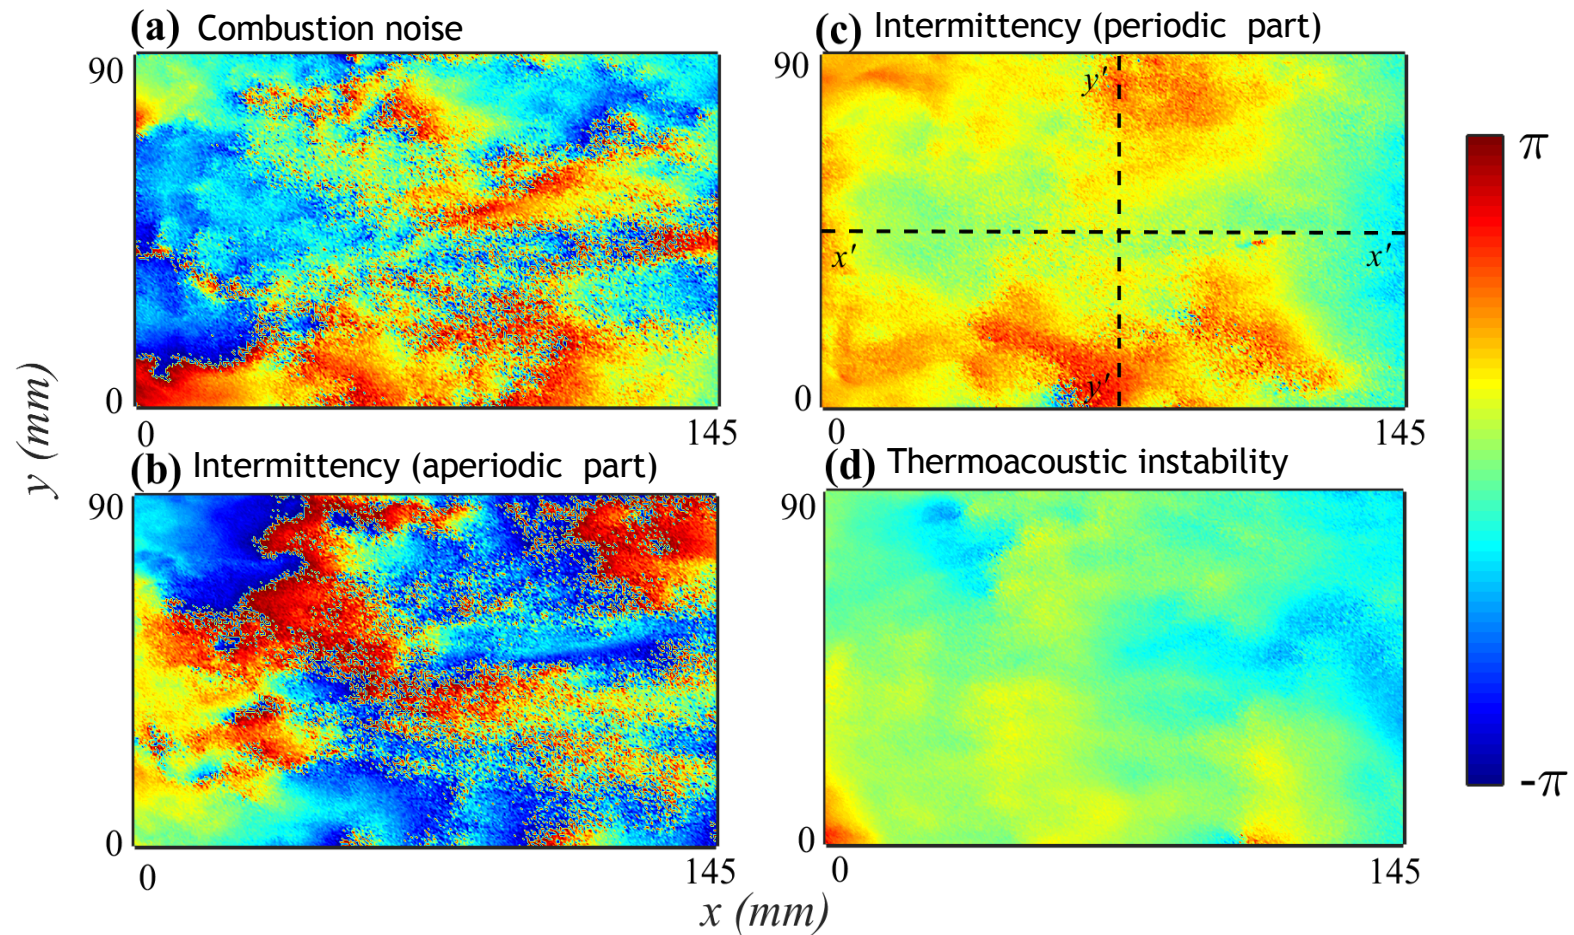 (a) Combustion noise
90
0
0
145
(c) Intermittency (periodic part)
90
y'
x'
x'
y'
0
0
145
π
-π
(b) Intermittency (aperiodic part)
90
0
0
145
(d) Thermoacoustic instability
90
0
0
145
y (mm)
x (mm)